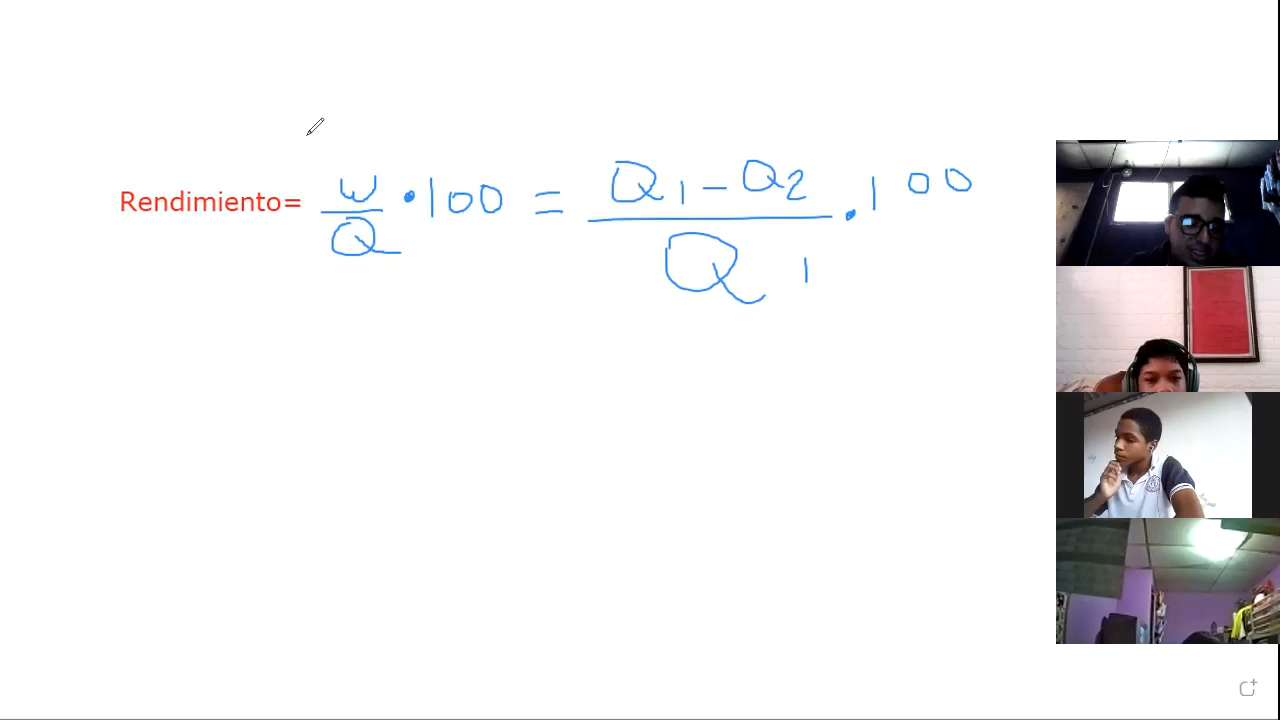 Rendimiento= W/Q • 100 = Q1-Q2/Q1 . 100